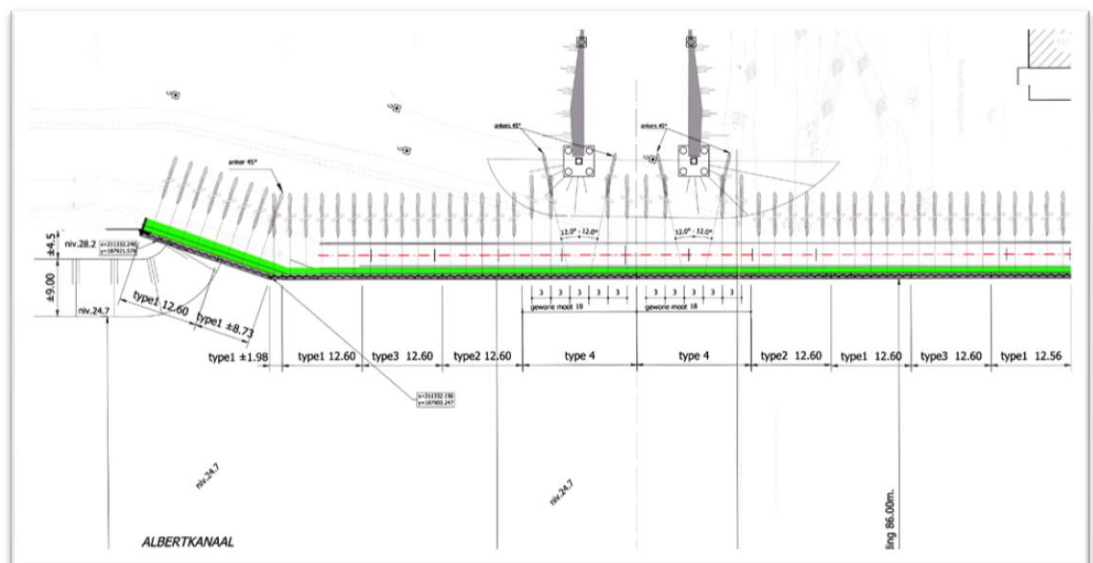 ankers 45°
ankers 45°
anker 45°
±4.5
niv.28.2
12.0° - 12.0°
12.0° - 12.0°
±9.00
niv.24.7
type1 12.60
type1 ±8.73
3 3 3 3 3
3 3 3 3 3
gewone moot 18
gewone moot 18
type1 ±1.98
type1 12.60
type3 12.60
type2 12.60
type 4
type 4
type2 12.60
type1 12.60
type3 12.60
type1 12.56
niv.24.7
niv.24.7
ling 86.00m.
ALBERTKANAAL